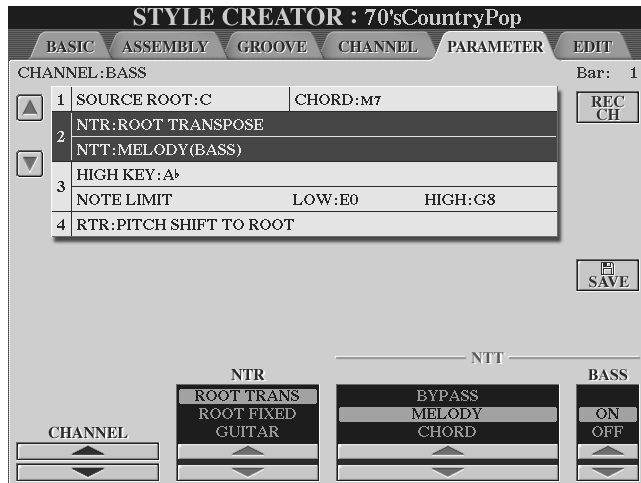 STYLE CREATOR : 70'sCountryPop
BASIC ASSEMBLY GROOVE CHANNEL PARAMETER EDIT
CHANNEL:BASS Bar: 1
1 SOURCE ROOT:C CHORD:M7
REC
CH
2 NTR:ROOT TRANSPOSE
NTT:MELODY(BASS)
3 HIGH KEY:A♭
NOTE LIMIT LOW:E0 HIGH:G8
4 RTR:PITCH SHIFT TO ROOT
SAVE
NTT
NTR BASS
ROOT TRANS BYPASS
ROOT FIXED MELODY ON
GUITAR CHORD OFF
CHANNEL